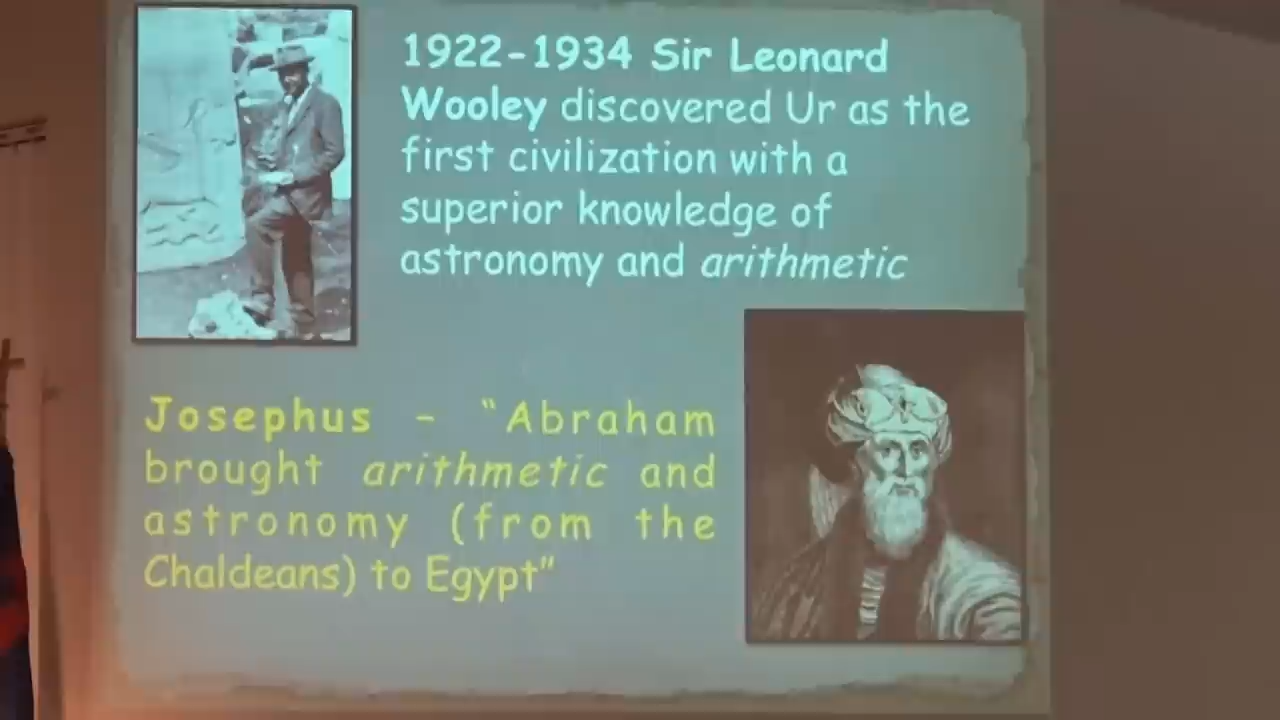 1922-1934 Sir Leonard
Wooley discovered Ur as the
first civilization with a
superior knowledge of
astronomy and arithmetic
Josephus - "Abraham
brought arithmetic and
astronomy (from the
Chaldeans) to Egypt"